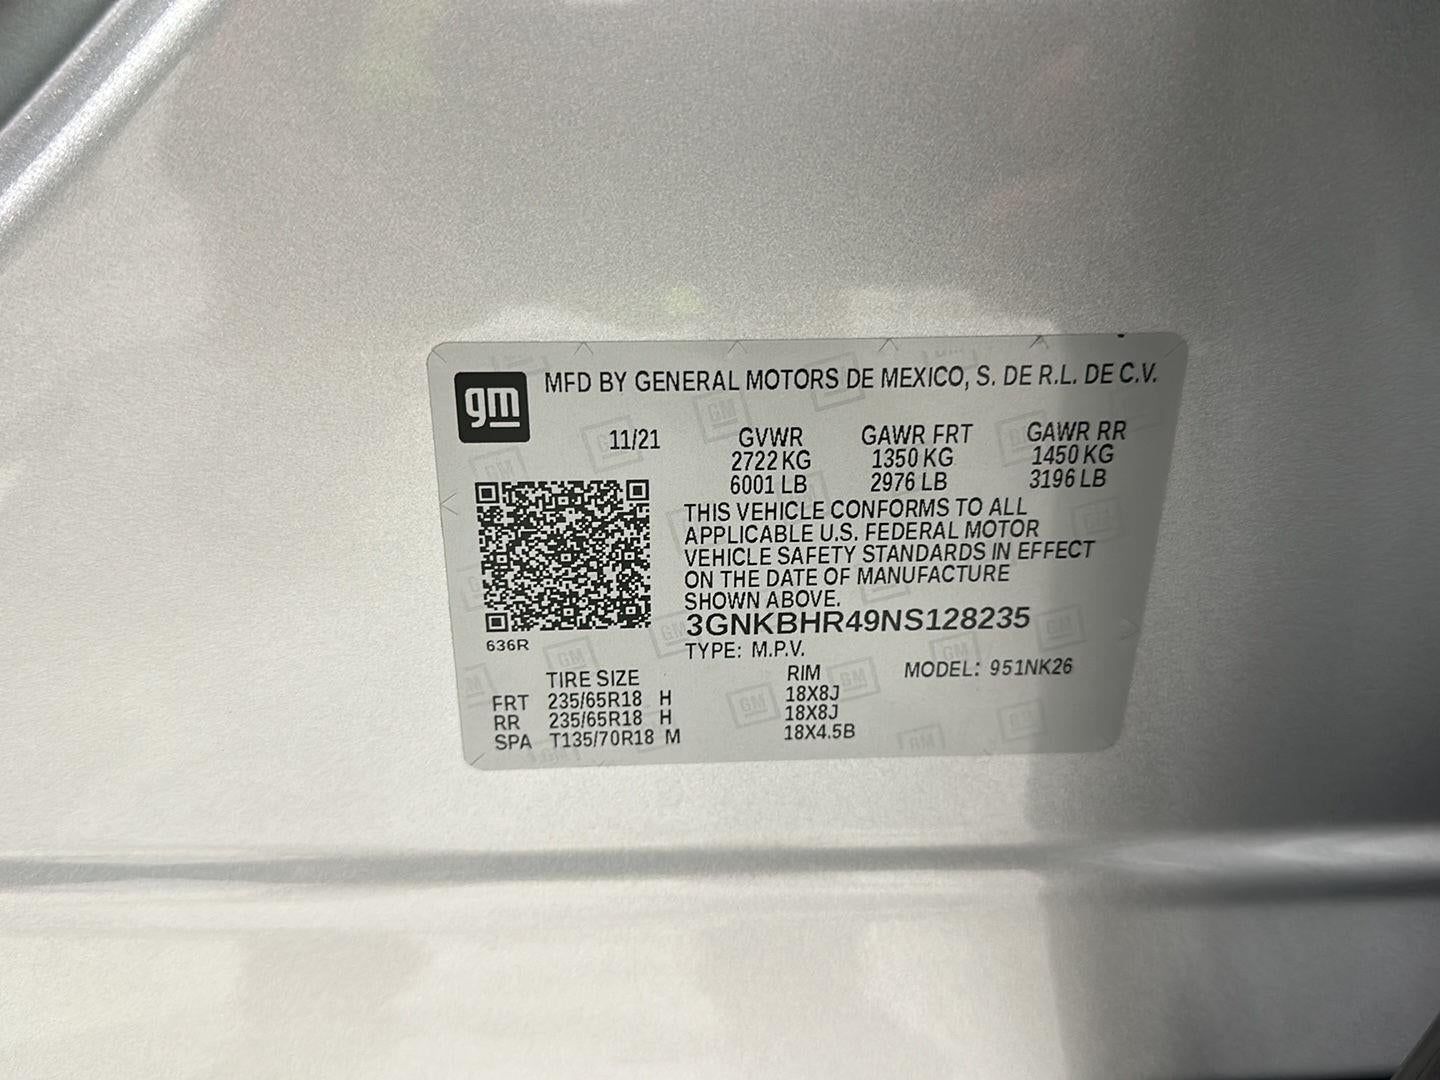 gm MFD BY GENERAL MOTORS DE MEXICO, S. DE R.L. DE C.V.
11/21 GVWR GAWR FRT GAWR RR
2722 KG 1350 KG 1450 KG
6001 LB 2976 LB 3196 LB
THIS VEHICLE CONFORMS TO ALL
APPLICABLE U.S. FEDERAL MOTOR
VEHICLE SAFETY STANDARDS IN EFFECT
ON THE DATE OF MANUFACTURE
SHOWN ABOVE.
3GNKBHR49NS128235
636R
TYPE: M.P.V.
TIRE SIZE RIM MODEL: 951NK26
FRT 235/65R18 H 18X8J
RR 235/65R18 H 18X8J
SPA T135/70R18 M 18X4.5B